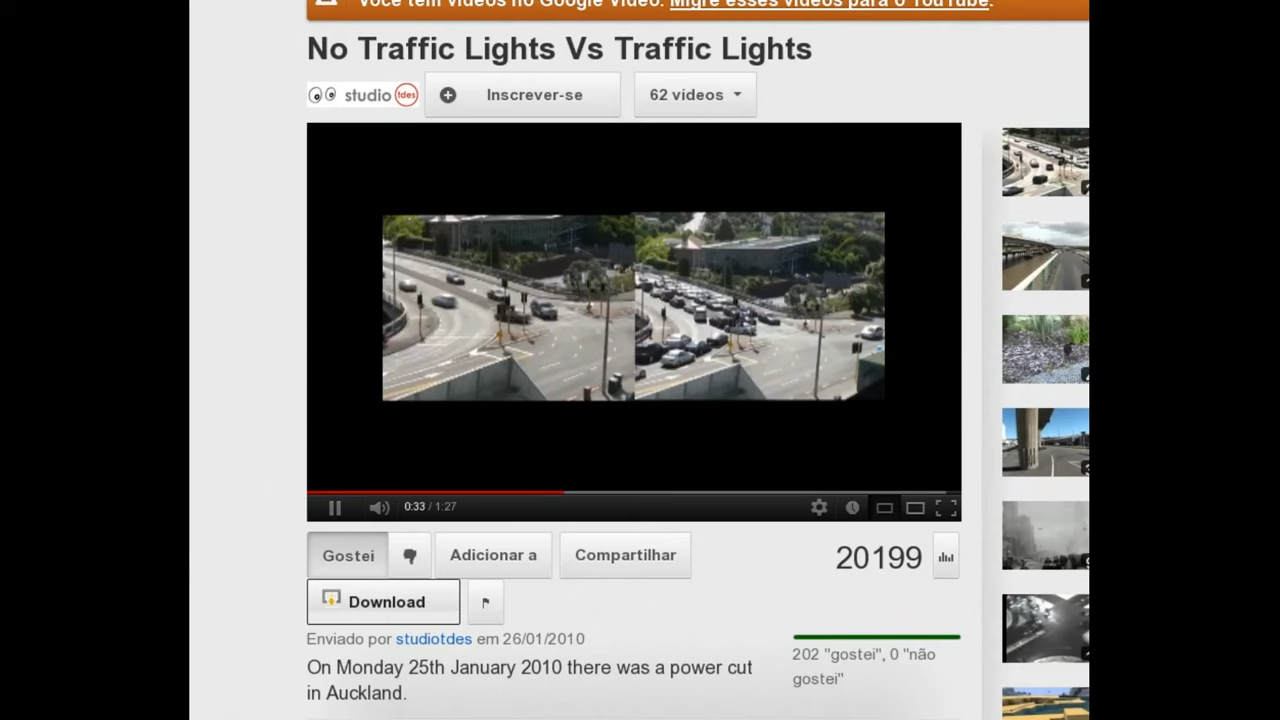 Você tem vídeos no Google Vídeo. Migre esses vídeos para o YouTube.
No Traffic Lights Vs Traffic Lights
studio tdes
Inscrever-se
62 vídeos
0:33 / 1:27
Gostei
Adicionar a
Compartilhar
20199
Download
Enviado por studiotdes em 26/01/2010
On Monday 25th January 2010 there was a power cut
in Auckland.
202 "gostei", 0 "não
gostei"